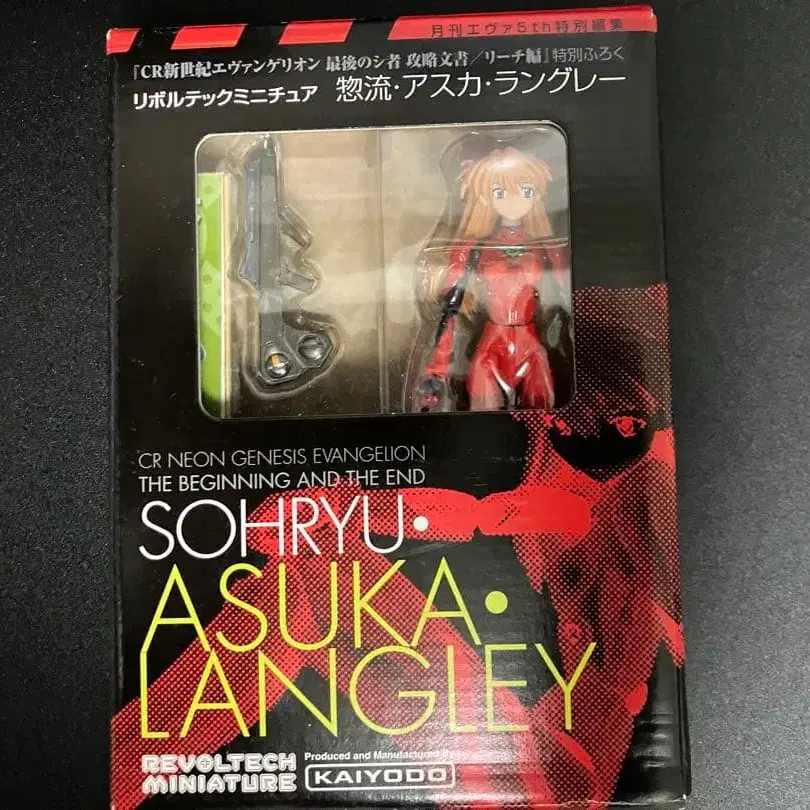 月刊エヴァ5th特別編集
『CR新世紀エヴァンゲリオン 最後のシ者 攻略文書／リーチ編』特別ふろく
リボルテックミニチュア 惣流・アスカ・ラングレー
CR NEON GENESIS EVANGELION
THE BEGINNING AND THE END
SOHRYU・
ASUKA・
LANGLEY
REVOLTECH
MINIATURE
Produced and Manufactured by
KAIYODO